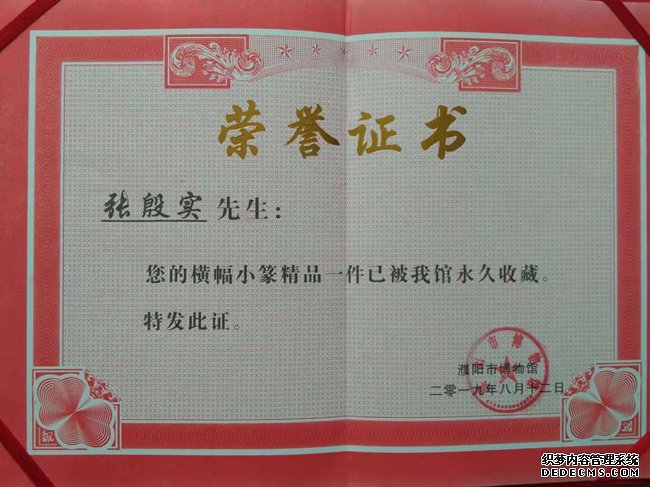 荣誉证书
张殷实 先生：
您的横幅小篆精品一件已被我馆永久收藏。
特发此证。
濮阳市博物馆
二零一九年八月十二日
织梦内容管理系统
DEDECMS.COM